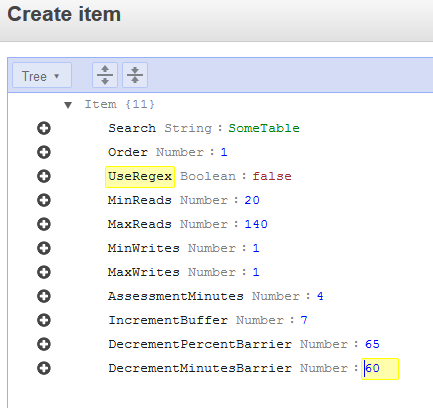 Create item
Tree
Item {11}
Search String : SomeTable
Order Number : 1
UseRegex Boolean : false
MinReads Number : 20
MaxReads Number : 140
MinWrites Number : 1
MaxWrites Number : 1
AssessmentMinutes Number : 4
IncrementBuffer Number : 7
DecrementPercentBarrier Number : 65
DecrementMinutesBarrier Number : 60